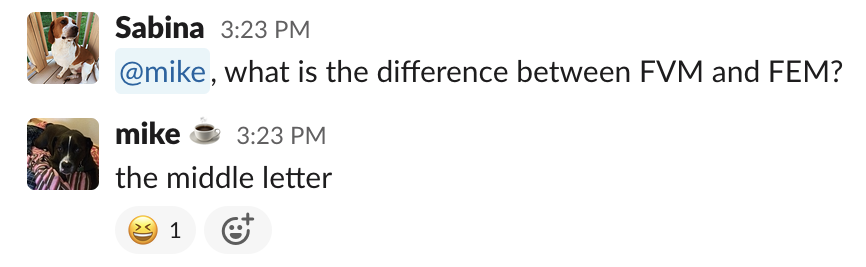 Sabina 3:23 PM
@mike, what is the difference between FVM and FEM?
mike 3:23 PM
the middle letter
1